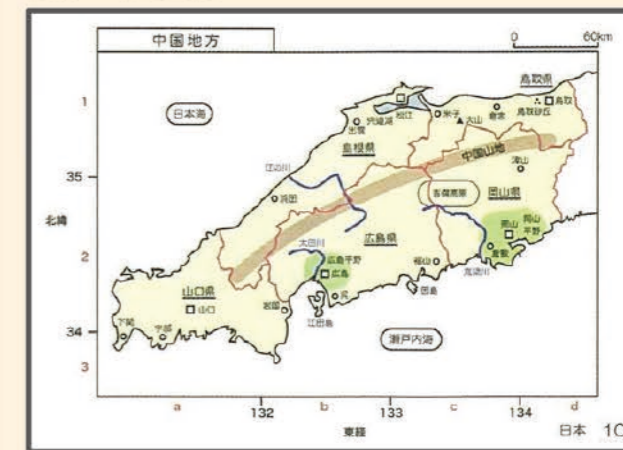 中国地方
0 60km
鳥取県
1
日本海
松江
米子
大山
倉吉
鳥取砂丘
鳥取
出雲
宍道湖
島根県
中国山地
津山
35
江の川
浜田
吉備高原
岡山県
北緯
岡山
岡山
平野
倉敷
2
太田川
広島県
広島平野
広島
福山
高梁川
山口県
山口
岩国
呉
因島
江田島
34
下関
宇部
瀬戸内海
3
a b c d
132 133 134
東経
日本 10